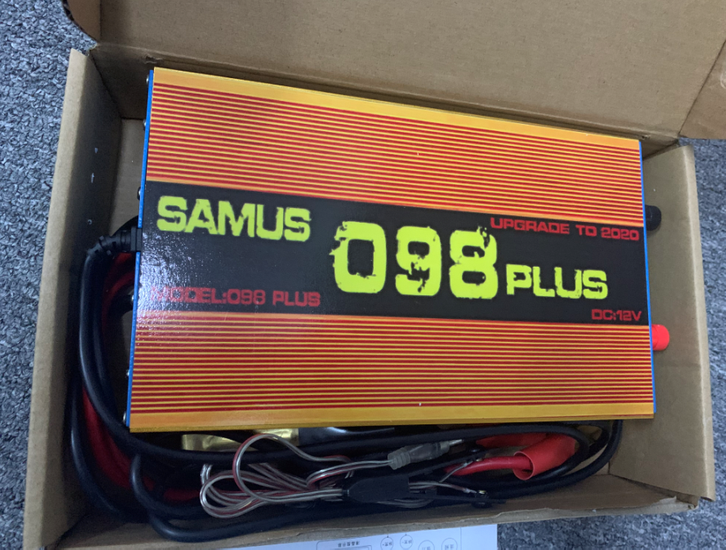 SAMUS
098 PLUS
UPGRADE TO 2020
MODEL:098 PLUS
DC:12V